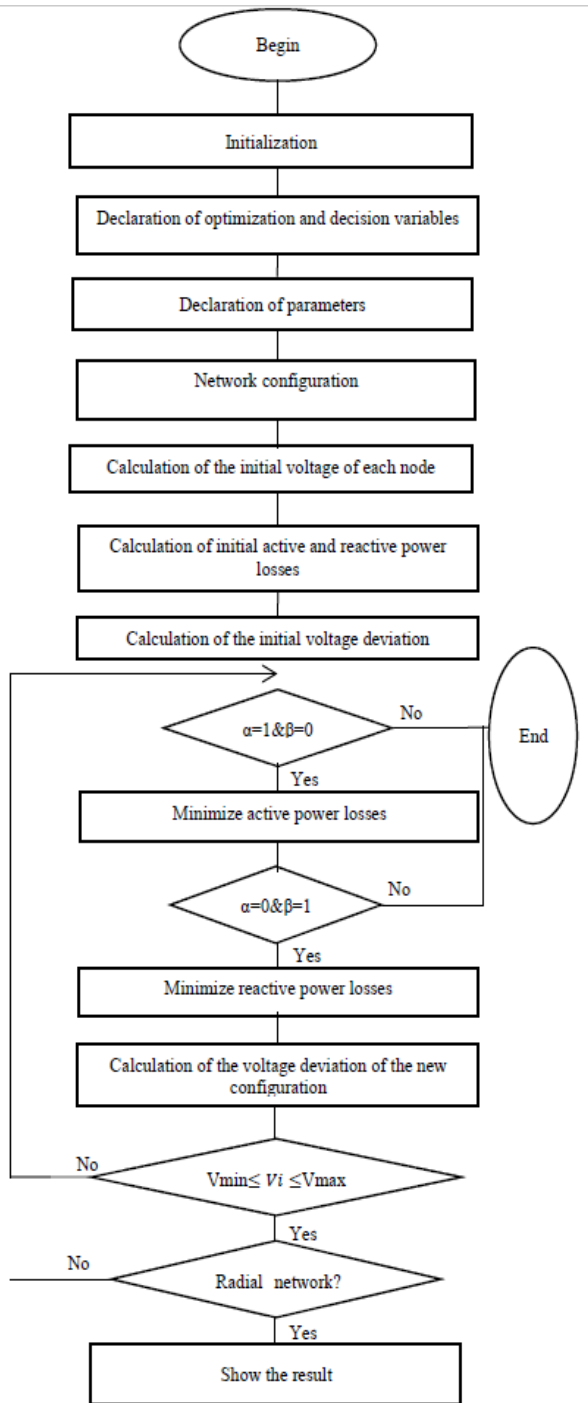 Begin
Initialization
Declaration of optimization and decision variables
Declaration of parameters
Network configuration
Calculation of the initial voltage of each node
Calculation of initial active and reactive power
losses
Calculation of the initial voltage deviation
α=1&β=0
No
End
Yes
Minimize active power losses
α=0&β=1
No
Yes
Minimize reactive power losses
Calculation of the voltage deviation of the new
configuration
No
Vmin≤ Vi ≤Vmax
Yes
No
Radial network?
Yes
Show the result